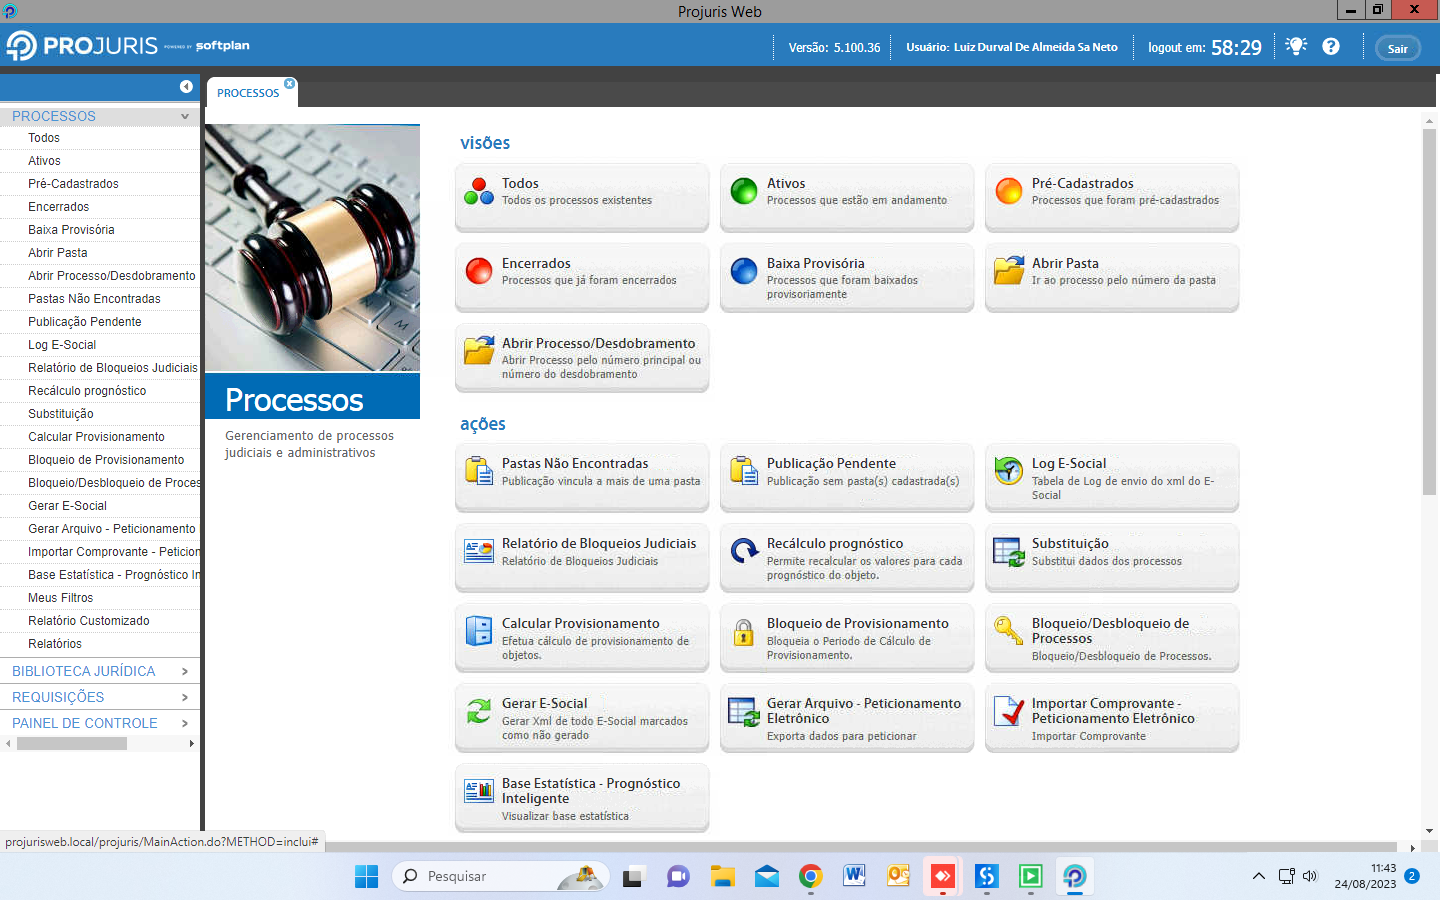 Projuris Web
PROJURIS POWERED BY softplan
Versão: 5.100.36
Usuário: Luiz Durval De Almeida Sa Neto
logout em: 58:29
Sair
PROCESSOS
PROCESSOS
Todos
Ativos
Pré-Cadastrados
Encerrados
Baixa Provisória
Abrir Pasta
Abrir Processo/Desdobramento
Pastas Não Encontradas
Publicação Pendente
Log E-Social
Relatório de Bloqueios Judiciais
Recálculo prognóstico
Substituição
Calcular Provisionamento
Bloqueio de Provisionamento
Bloqueio/Desbloqueio de Proces
Gerar E-Social
Gerar Arquivo - Peticionamento
Importar Comprovante - Peticion
Base Estatística - Prognóstico In
Meus Filtros
Relatório Customizado
Relatórios
BIBLIOTECA JURÍDICA
REQUISIÇÕES
PAINEL DE CONTROLE
Processos
Gerenciamento de processos
judiciais e administrativos
visões
Todos
Todos os processos existentes
Ativos
Processos que estão em andamento
Pré-Cadastrados
Processos que foram pré-cadastrados
Encerrados
Processos que já foram encerrados
Baixa Provisória
Processos que foram baixados
provisoriamente
Abrir Pasta
Ir ao processo pelo número da pasta
Abrir Processo/Desdobramento
Abrir Processo pelo número principal ou
número do desdobramento
ações
Pastas Não Encontradas
Publicação vincula a mais de uma pasta
Publicação Pendente
Publicação sem pasta(s) cadastrada(s)
Log E-Social
Tabela de Log de envio do xml do E-
Social
Relatório de Bloqueios Judiciais
Relatório de Bloqueios Judiciais
Recálculo prognóstico
Permite recalcular os valores para cada
prognóstico do objeto.
Substituição
Substitui dados dos processos
Calcular Provisionamento
Efetua cálculo de provisionamento de
objetos.
Bloqueio de Provisionamento
Bloqueia o Periodo de Cálculo de
Provisionamento.
Bloqueio/Desbloqueio de
Processos
Bloqueio/Desbloqueio de Processos.
Gerar E-Social
Gerar Xml de todo E-Social marcados
como não gerado
Gerar Arquivo - Peticionamento
Eletrônico
Exporta dados para peticionar
Importar Comprovante -
Peticionamento Eletrônico
Importar Comprovante
Base Estatística - Prognóstico
Inteligente
Visualizar base estatística
projurisweb.local/projuris/MainAction.do?METHOD=inclui#
Pesquisar
11:43
24/08/2023
2